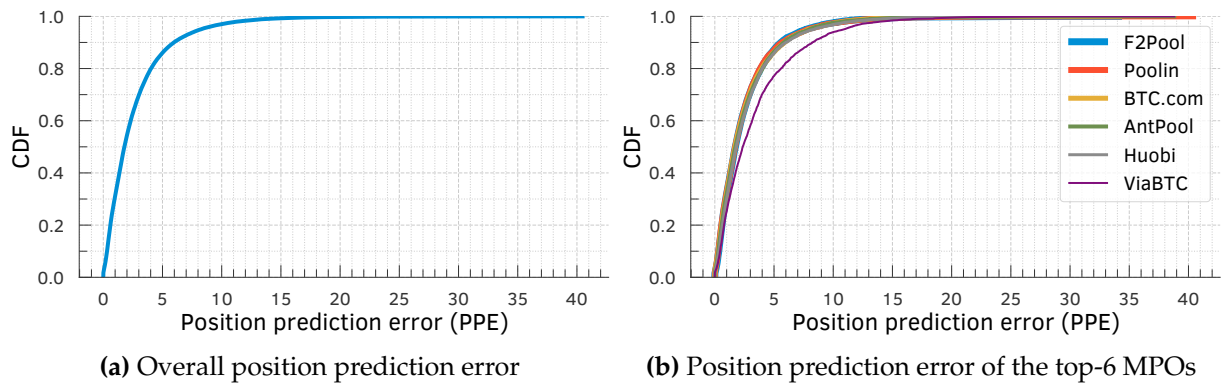 1.0
0.8
0.6
0.4
0.2
0.0
CDF
0 5 10 15 20 25 30 35 40
Position prediction error (PPE)
(a) Overall position prediction error
1.0
0.8
0.6
0.4
0.2
0.0
CDF
F2Pool
Poolin
BTC.com
AntPool
Huobi
ViaBTC
0 5 10 15 20 25 30 35 40
Position prediction error (PPE)
(b) Position prediction error of the top-6 MPOs